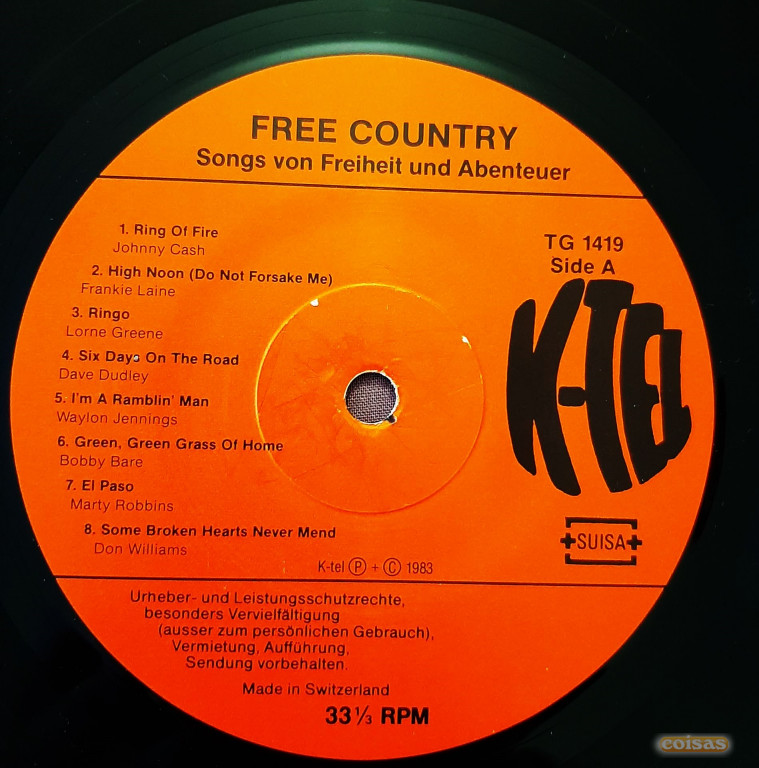 FREE COUNTRY
Songs von Freiheit und Abenteuer
1. Ring Of Fire
Johnny Cash
2. High Noon (Do Not Forsake Me)
Frankie Laine
3. Ringo
Lorne Greene
4. Six Days On The Road
Dave Dudley
5. I'm A Ramblin' Man
Waylon Jennings
6. Green, Green Grass Of Home
Bobby Bare
7. El Paso
Marty Robbins
8. Some Broken Hearts Never Mend
Don Williams
TG 1419
Side A
K-TEL
SUISA
K-tel Ⓟ + Ⓒ 1983
Urheber- und Leistungsschutzrechte,
besonders Vervielfältigung
(ausser zum persönlichen Gebrauch),
Vermietung, Aufführung,
Sendung vorbehalten.
Made in Switzerland
33 ⅓ RPM
coisas